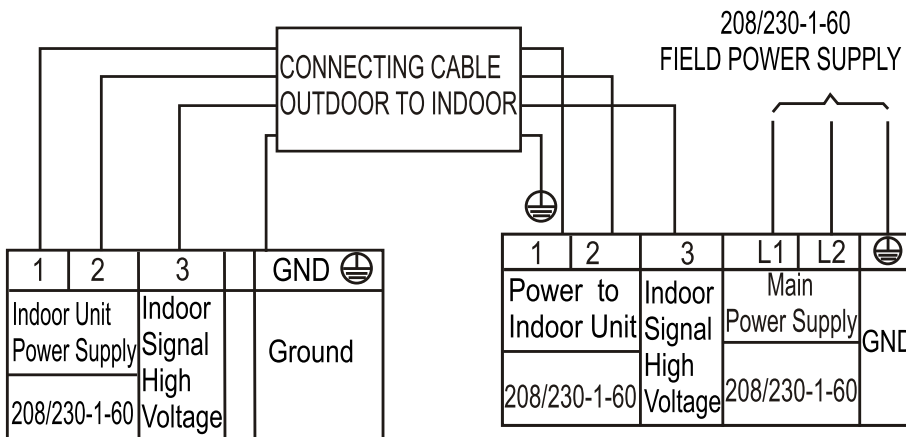 208/230-1-60
FIELD POWER SUPPLY
CONNECTING CABLE
OUTDOOR TO INDOOR
1 2 3 GND
Indoor Unit
Power Supply
208/230-1-60
Indoor
Signal
High
Voltage
Ground
1 2 3 L1 L2
Power to
Indoor Unit
208/230-1-60
Indoor
Signal
High
Voltage
Main
Power Supply
208/230-1-60
GND